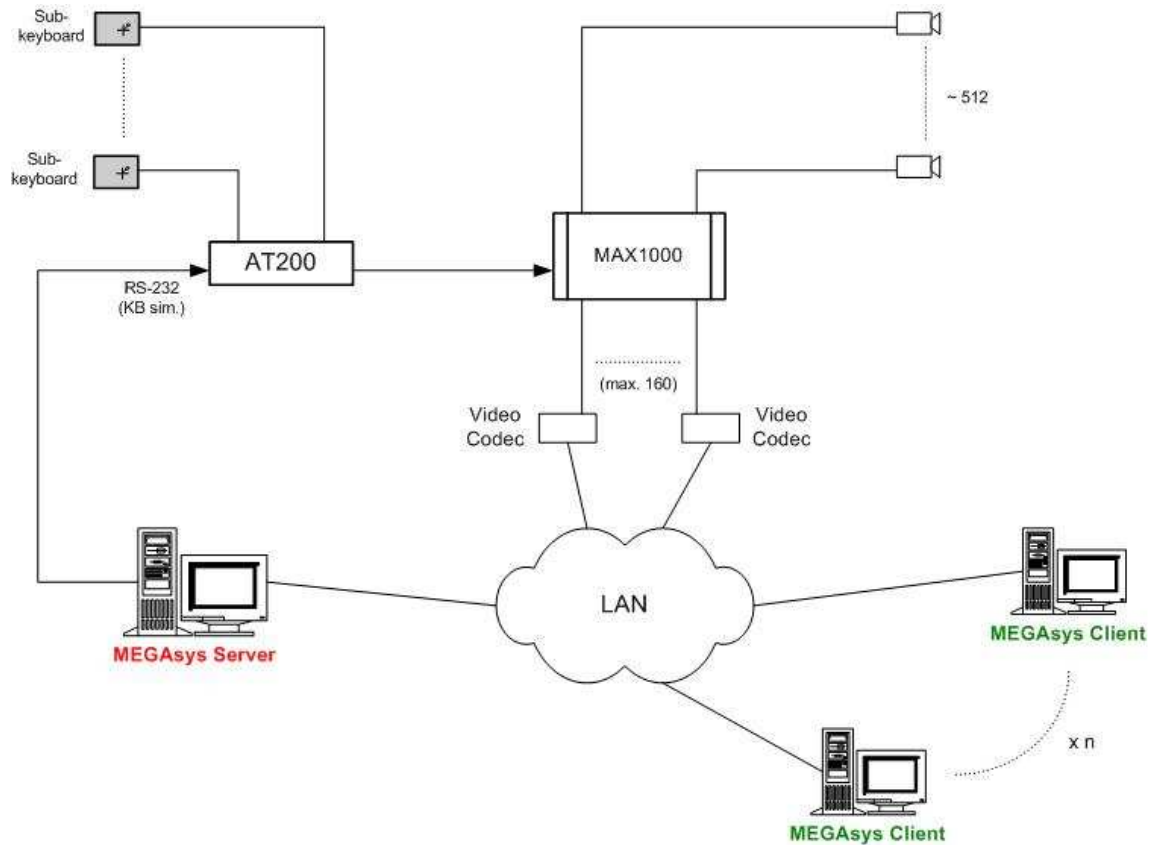 Sub-
keyboard
~ 512
Sub-
keyboard
AT200
MAX1000
RS-232
(KB sim.)
(max. 160)
Video
Codec
Video
Codec
LAN
MEGAsys Server
MEGAsys Client
x n
MEGAsys Client